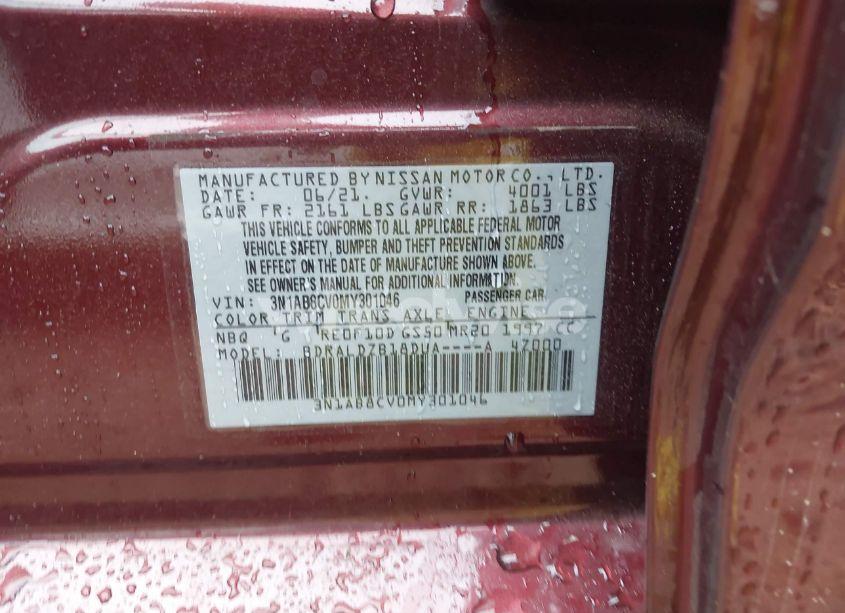 MANUFACTURED BY NISSAN MOTOR CO., LTD.
DATE: 06/21. GVWR: 4001 LBS
GAWR FR: 2161 LBS GAWR RR: 1863 LBS
THIS VEHICLE CONFORMS TO ALL APPLICABLE FEDERAL MOTOR
VEHICLE SAFETY, BUMPER AND THEFT PREVENTION STANDARDS
IN EFFECT ON THE DATE OF MANUFACTURE SHOWN ABOVE.
SEE OWNER'S MANUAL FOR ADDITIONAL INFORMATION.
VIN: 3N1AB8CV0MY301046 PASSENGER CAR
COLOR TRIM TRANS AXLE ENGINE
NBQ G RE0F10D GS50 MR20 1997 CC
MODEL: BDRALDZB18DUA----A 4Z000
3N1AB8CV0MY301046